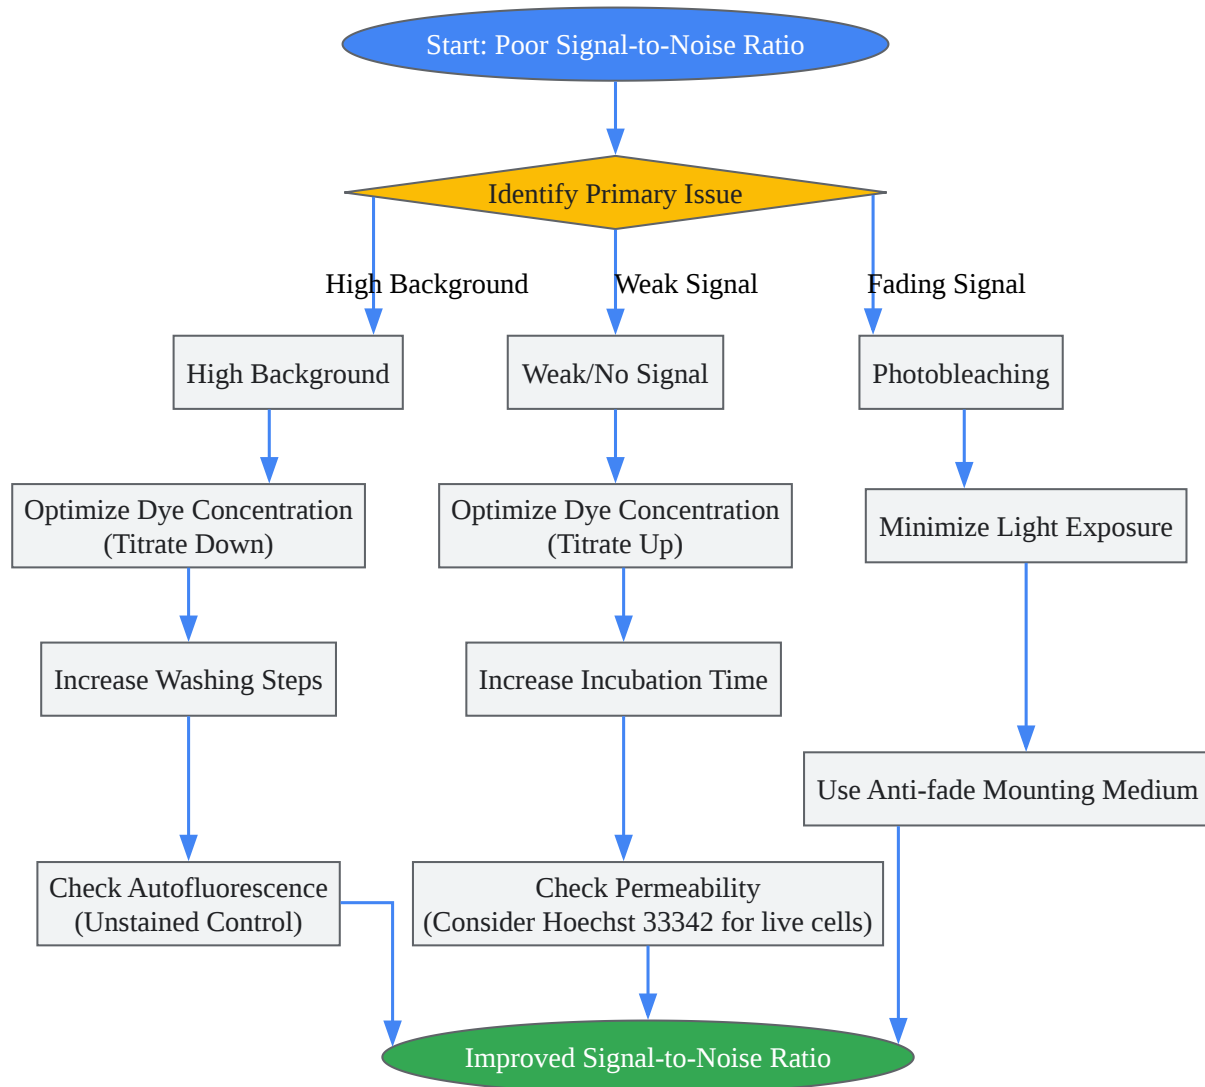 Start: Poor Signal-to-Noise Ratio
Identify Primary Issue
High Background
Weak Signal
Fading Signal
High Background
Weak/No Signal
Photobleaching
Optimize Dye Concentration
(Titrate Down)
Optimize Dye Concentration
(Titrate Up)
Minimize Light Exposure
Increase Washing Steps
Increase Incubation Time
Use Anti-fade Mounting Medium
Check Autofluorescence
(Unstained Control)
Check Permeability
(Consider Hoechst 33342 for live cells)
Improved Signal-to-Noise Ratio